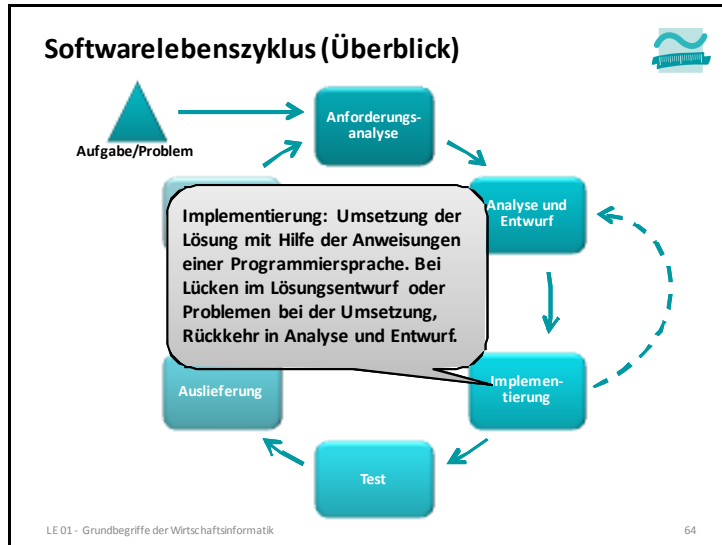 Softwarelebenszyklus (Überblick)
Aufgabe/Problem
Anforderungs-
analyse
Analyse und
Entwurf
Implementierung: Umsetzung der
Lösung mit Hilfe der Anweisungen
einer Programmiersprache. Bei
Lücken im Lösungsentwurf oder
Problemen bei der Umsetzung,
Rückkehr in Analyse und Entwurf.
Implemen-
tierung
Auslieferung
Test
LE 01 - Grundbegriffe der Wirtschaftsinformatik
64